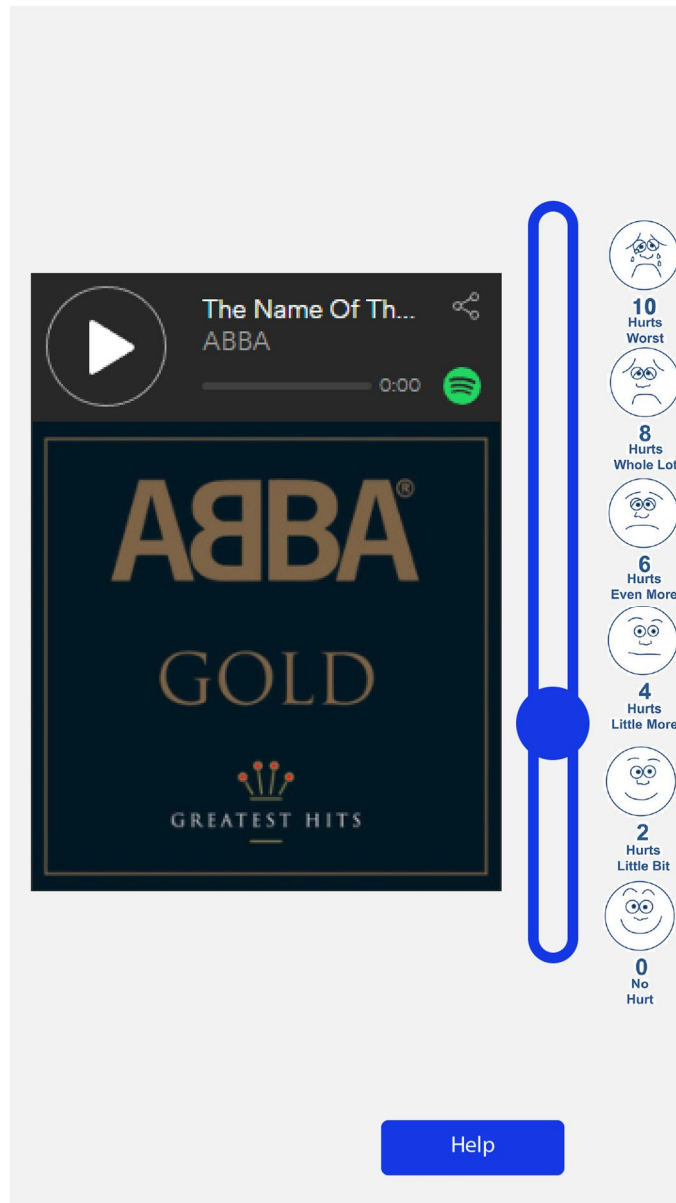 The Name Of Th...
ABBA
0:00
ABBA®
GOLD
GREATEST HITS
10
Hurts
Worst
8
Hurts
Whole Lot
6
Hurts
Even More
4
Hurts
Little More
2
Hurts
Little Bit
0
No
Hurt
Help